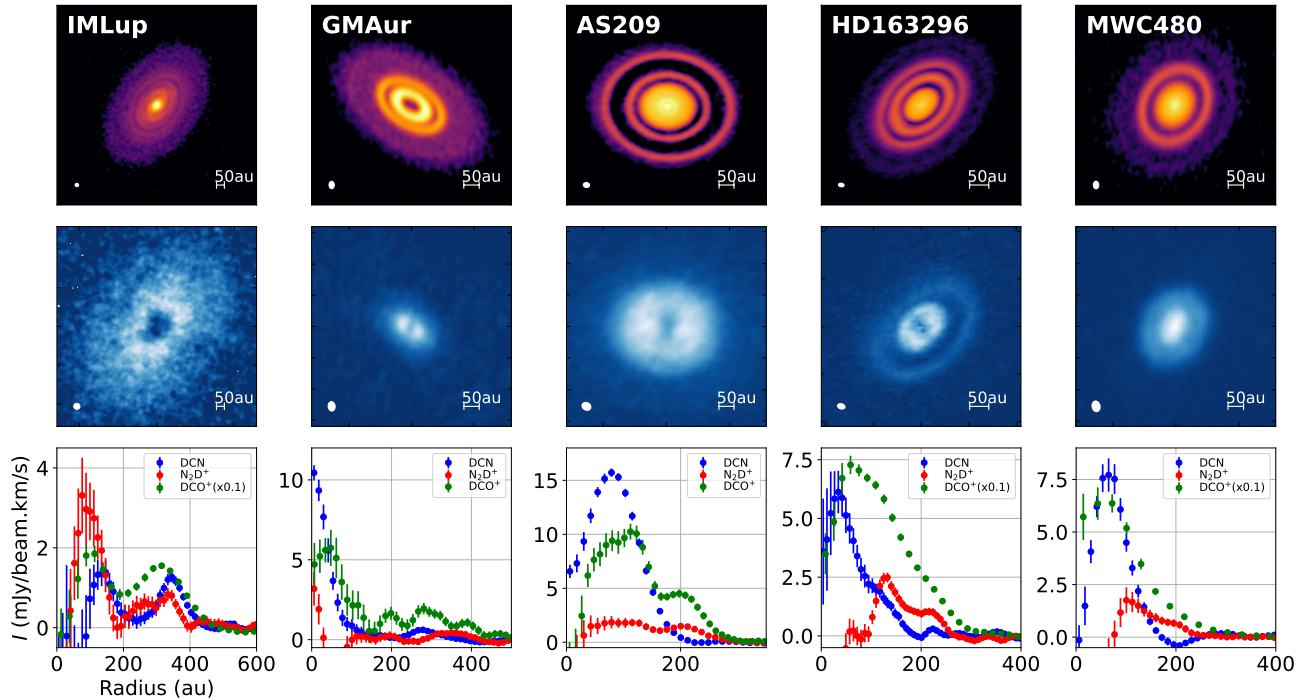 IMLup
GMAur
AS209
HD163296
MWC480
50au
50au
50au
50au
50au
50au
50au
50au
50au
50au
I (mJy/beam.km/s)
4
2
0
DCN
N₂D⁺
DCO⁺(x0.1)
0
200
400
600
Radius (au)
10
5
0
DCN
N₂D⁺
DCO⁺
0
200
400
15
10
5
0
DCN
N₂D⁺
DCO⁺
0
200
7.5
5.0
2.5
0.0
DCN
N₂D⁺
DCO⁺(x0.1)
0
200
400
7.5
5.0
2.5
0.0
DCN
N₂D⁺
DCO⁺(x0.1)
0
200
400